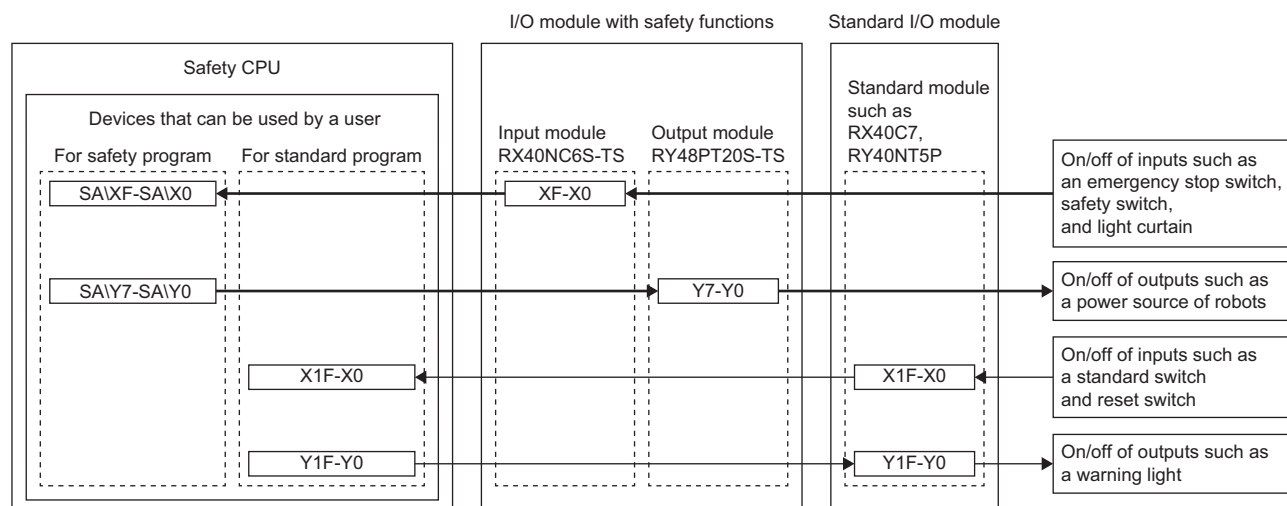 I/O module with safety functions
Standard I/O module
Safety CPU
Devices that can be used by a user
For safety program
For standard program
Input module
RX40NC6S-TS
Output module
RY48PT20S-TS
Standard module
such as
RX40C7,
RY40NT5P
SA\XF-SA\X0
XF-X0
On/off of inputs such as
an emergency stop switch,
safety switch,
and light curtain
SA\Y7-SA\Y0
Y7-Y0
On/off of outputs such as
a power source of robots
X1F-X0
X1F-X0
On/off of inputs such as
a standard switch
and reset switch
Y1F-Y0
Y1F-Y0
On/off of outputs such as
a warning light